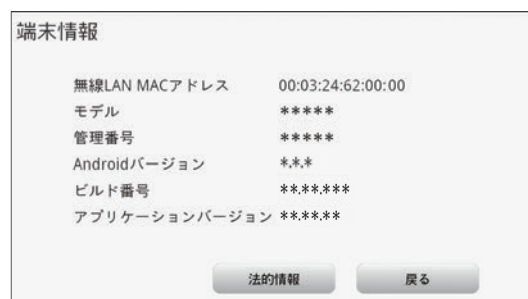 端末情報
無線LAN MACアドレス 00:03:24:62:00:00
モデル *****
管理番号 *****
Androidバージョン *.*.*
ビルド番号 **.**.***
アプリケーションバージョン **.**.**
法的情報 戻る